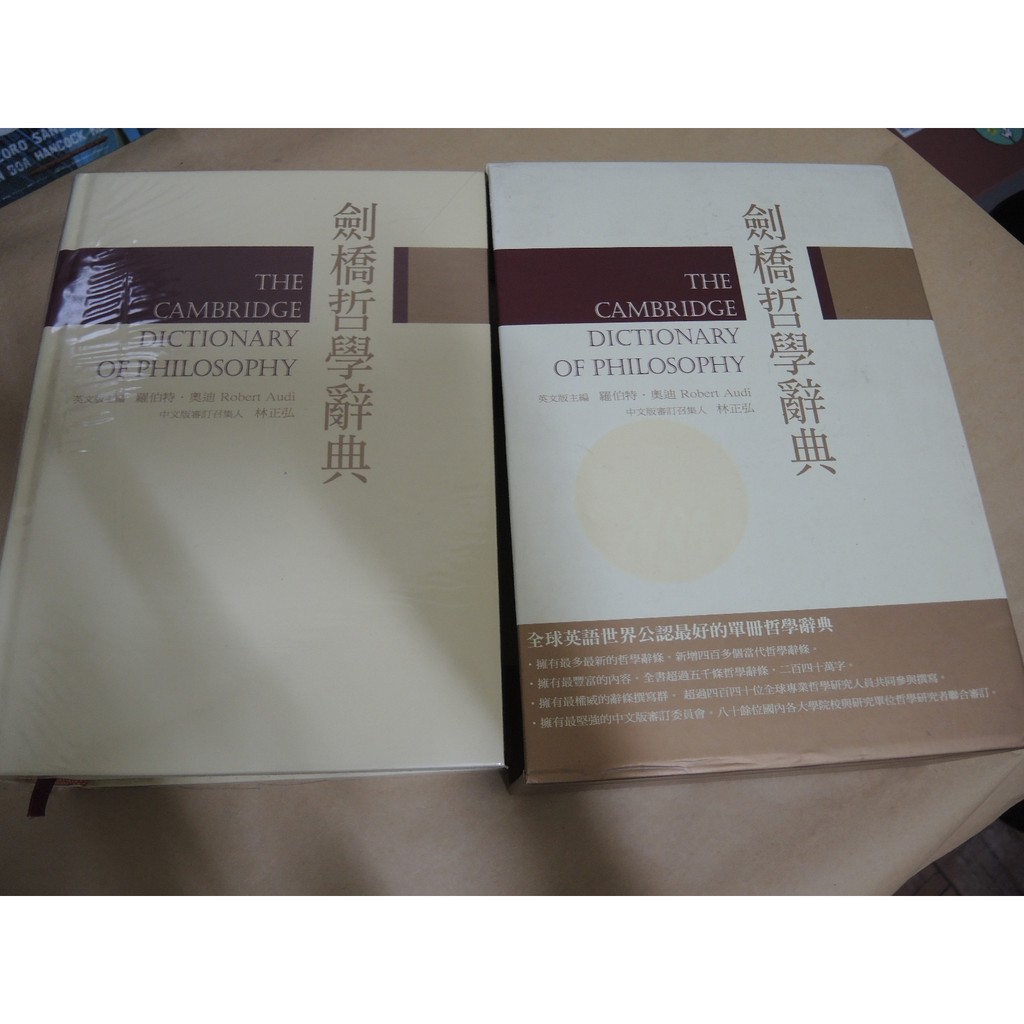 LORO SAN
N GOA HANCOCK
劍橋哲學辭典
THE
CAMBRIDGE
DICTIONARY
OF PHILOSOPHY
英文版主編 羅伯特・奧迪 Robert Audi
中文版審訂召集人 林正弘
劍橋哲學辭典
THE
CAMBRIDGE
DICTIONARY
OF PHILOSOPHY
英文版主編 羅伯特・奧迪 Robert Audi
中文版審訂召集人 林正弘
全球英語世界公認最好的單冊哲學辭典
・擁有最多最新的哲學辭條。新增四百多個當代哲學辭條。
・擁有最豐富的內容。全書超過五千條哲學辭條,二百四十萬字。
・擁有最權威的辭條撰寫群。超過四百四十位全球專業哲學研究人員共同參與撰寫。
・擁有最堅強的中文版審訂委員會。八十餘位國內各大學院校與研究單位哲學研究者聯合審訂。